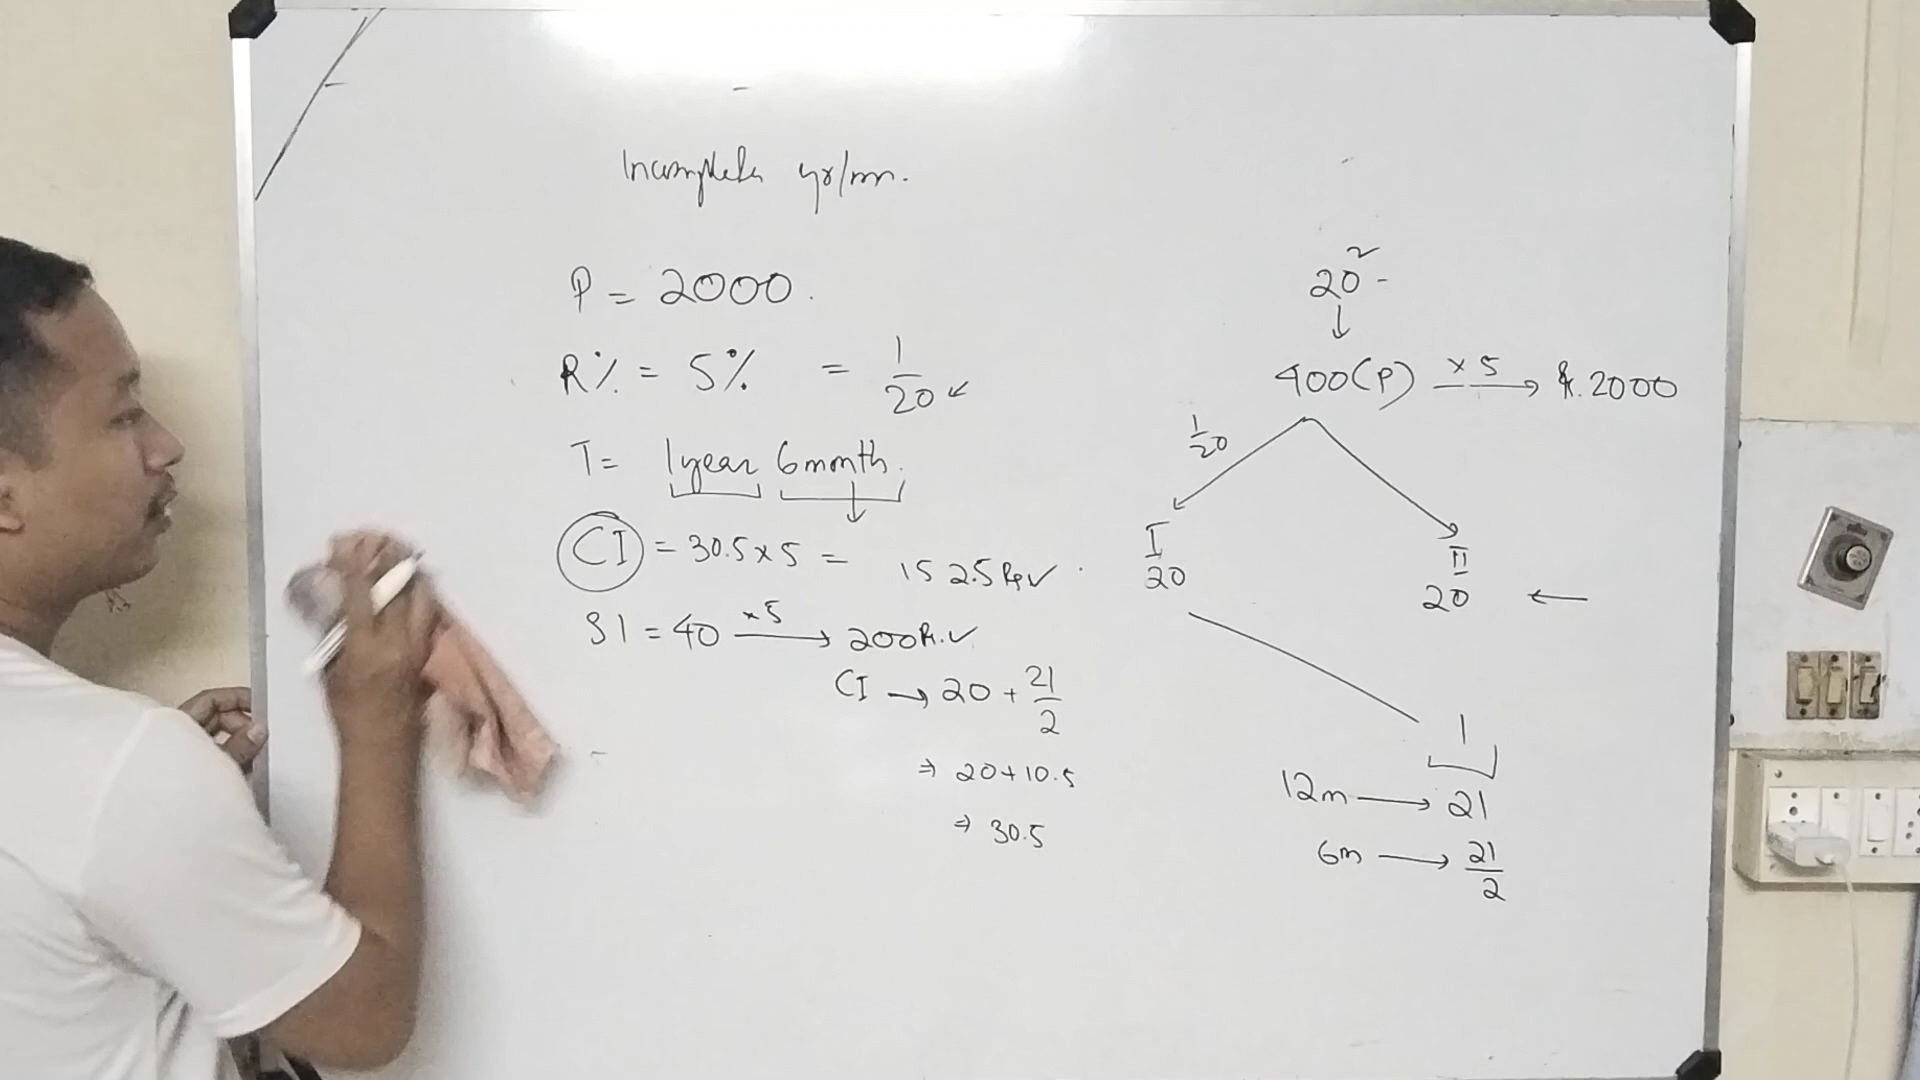 Incomplete yr/mn.
P = 2000.
R% = 5% = 1/20
T = 1year 6month.
CI = 30.5 x 5 = 152.5 Rs ✓
SI = 40 x5 → 200 R. ✓
CI → 20 + 21/2
⇒ 20+10.5
⇒ 30.5
20² -
↓
400(P) x 5 → R. 2000
1/20
I II
20 20 ←
1
12m → 21
6m → 21/2